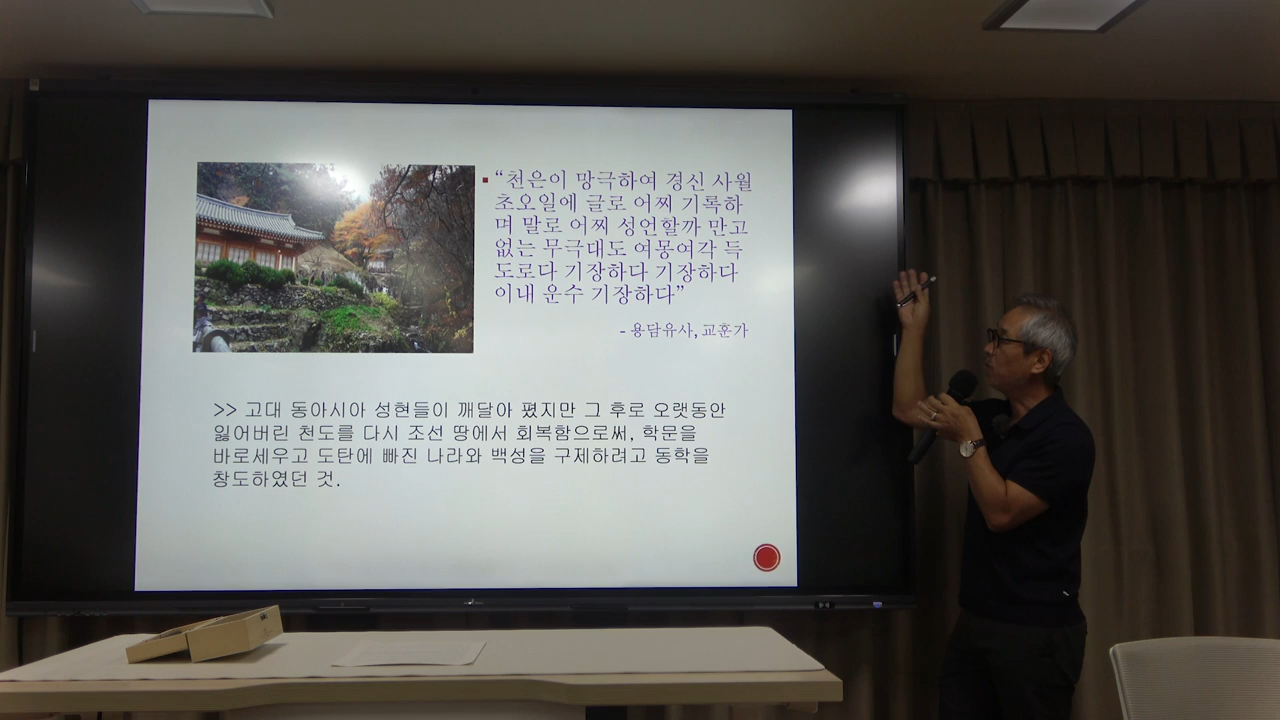 “천은이 망극하여 경신 사월
초오일에 글로 어찌 기록하
며 말로 어찌 성언할까 만고
없는 무극대도 여몽여각 득
도로다 기장하다 기장하다
이내 운수 기장하다”
- 용담유사, 교훈가
>> 고대 동아시아 성현들이 깨달아 폈지만 그 후로 오랫동안
잃어버린 천도를 다시 조선 땅에서 회복함으로써, 학문을
바로세우고 도탄에 빠진 나라와 백성을 구제하려고 동학을
창도하였던 것.